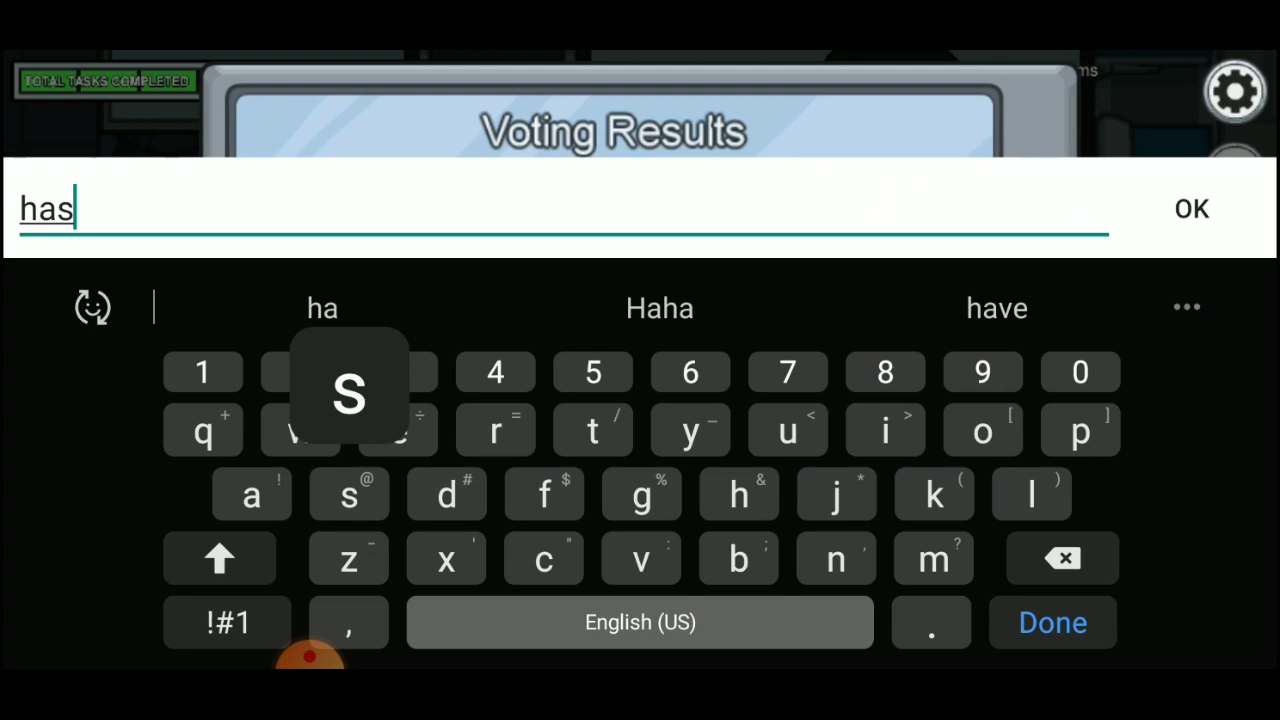 TOTAL TASKS COMPLETED
ms
Voting Results
has
OK
ha Haha have
1 4 5 6 7 8 9 0
S
q + e ÷ r = t / y _ u < i > o [ p ]
a ! s @ d # f $ g % h & j * k ( l )
z - x ' c " v : b ; n , m ?
!#1 , English (US) . Done